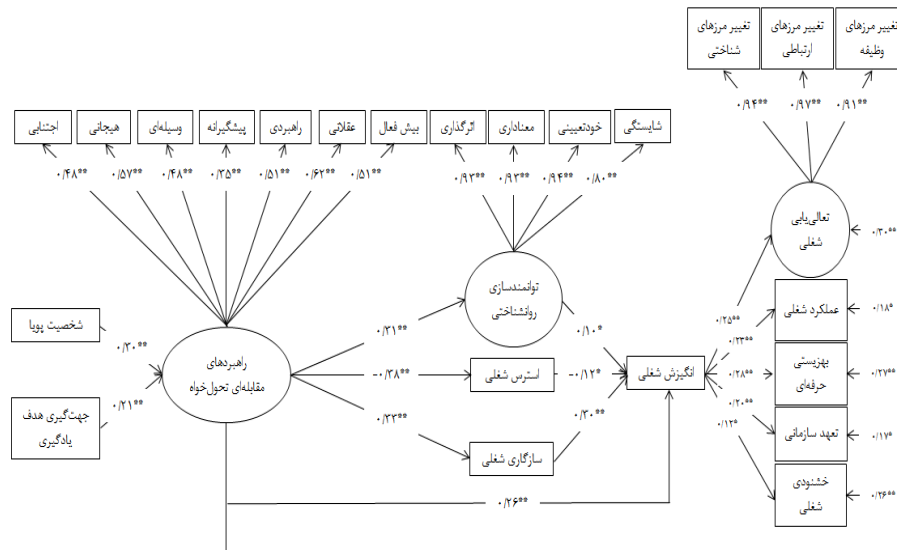 تغییر مرزهای
وظیفه
تغییر مرزهای
ارتباطی
تغییر مرزهای
شناختی
۰/۹۱**
۰/۹۷**
۰/۹۴**
شایستگی
خودتعیینی
معناداری
اثرگذاری
بیش فعال
عقلانی
راهبردی
پیشگیرانه
وسیله‌ای
هیجانی
اجتنابی
۰/۸۰**
۰/۹۴**
۰/۹۳**
۰/۹۳**
۰/۵۱**
۰/۶۲**
۰/۵۱**
۰/۳۵**
۰/۴۸**
۰/۵۷**
۰/۴۸**
تعالی‌یابی
شغلی
۰/۳۰**
توانمندسازی
روانشناختی
عملکرد شغلی
۰/۱۸*
شخصیت پویا
۰/۳۰**
راهبردهای
مقابله‌ای تحول‌خواه
۰/۳۱**
۰/۱۰*
۰/۲۵**
۰/۲۳**
-۰/۳۸**
استرس شغلی
-۰/۱۲*
انگیزش شغلی
۰/۲۸**
بهزیستی
حرفه‌ای
۰/۲۷**
جهت‌گیری هدف
یادگیری
۰/۲۱**
۰/۳۳**
۰/۳۰**
۰/۲۰**
۰/۱۲*
تعهد سازمانی
۰/۱۷*
سازگاری شغلی
خشنودی
شغلی
۰/۲۶**
۰/۲۶**